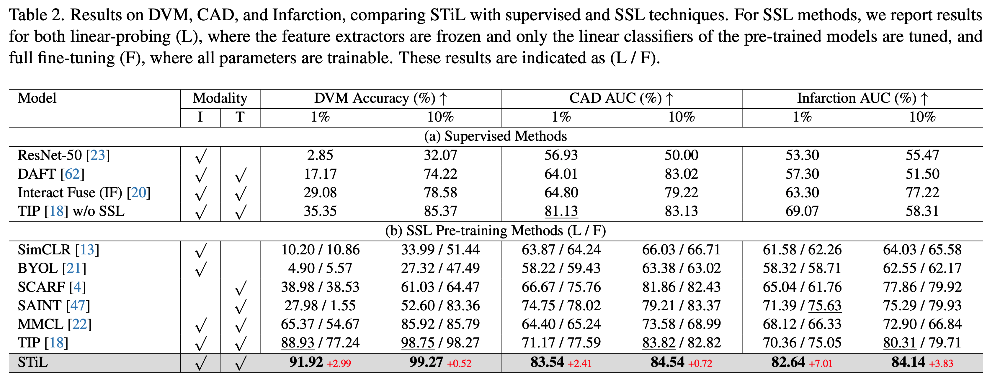 Table 2. Results on DVM, CAD, and Infarction, comparing STiL with supervised and SSL techniques. For SSL methods, we report results
for both linear-probing (L), where the feature extractors are frozen and only the linear classifiers of the pre-trained models are tuned, and
full fine-tuning (F), where all parameters are trainable. These results are indicated as (L / F).
Model Modality DVM Accuracy (%) ↑ CAD AUC (%) ↑ Infarction AUC (%) ↑
I T 1% 10% 1% 10% 1% 10%
(a) Supervised Methods
ResNet-50 [23] ✓ 2.85 32.07 56.93 50.00 53.30 55.47
DAFT [62] ✓ ✓ 17.17 74.22 64.01 83.02 57.30 51.50
Interact Fuse (IF) [20] ✓ ✓ 29.08 78.58 64.80 79.22 63.30 77.22
TIP [18] w/o SSL ✓ ✓ 35.35 85.37 81.13 83.13 69.07 58.31
(b) SSL Pre-training Methods (L / F)
SimCLR [13] ✓ 10.20 / 10.86 33.99 / 51.44 63.87 / 64.24 66.03 / 66.71 61.58 / 62.26 64.03 / 65.58
BYOL [21] ✓ 4.90 / 5.57 27.32 / 47.49 58.22 / 59.43 63.38 / 63.02 58.32 / 58.71 62.55 / 62.17
SCARF [4] ✓ 38.98 / 38.53 61.03 / 64.47 66.67 / 75.76 81.86 / 82.43 65.04 / 61.76 77.86 / 79.92
SAINT [47] ✓ 27.98 / 1.55 52.60 / 83.36 74.75 / 78.02 79.21 / 83.37 71.39 / 75.63 75.29 / 79.93
MMCL [22] ✓ ✓ 65.37 / 54.67 85.92 / 85.79 64.40 / 65.24 73.58 / 68.99 68.12 / 66.33 72.90 / 66.84
TIP [18] ✓ ✓ 88.93 / 77.24 98.75 / 98.27 71.17 / 77.59 83.82 / 82.82 70.36 / 75.05 80.31 / 79.71
STiL ✓ ✓ 91.92 +2.99 99.27 +0.52 83.54 +2.41 84.54 +0.72 82.64 +7.01 84.14 +3.83